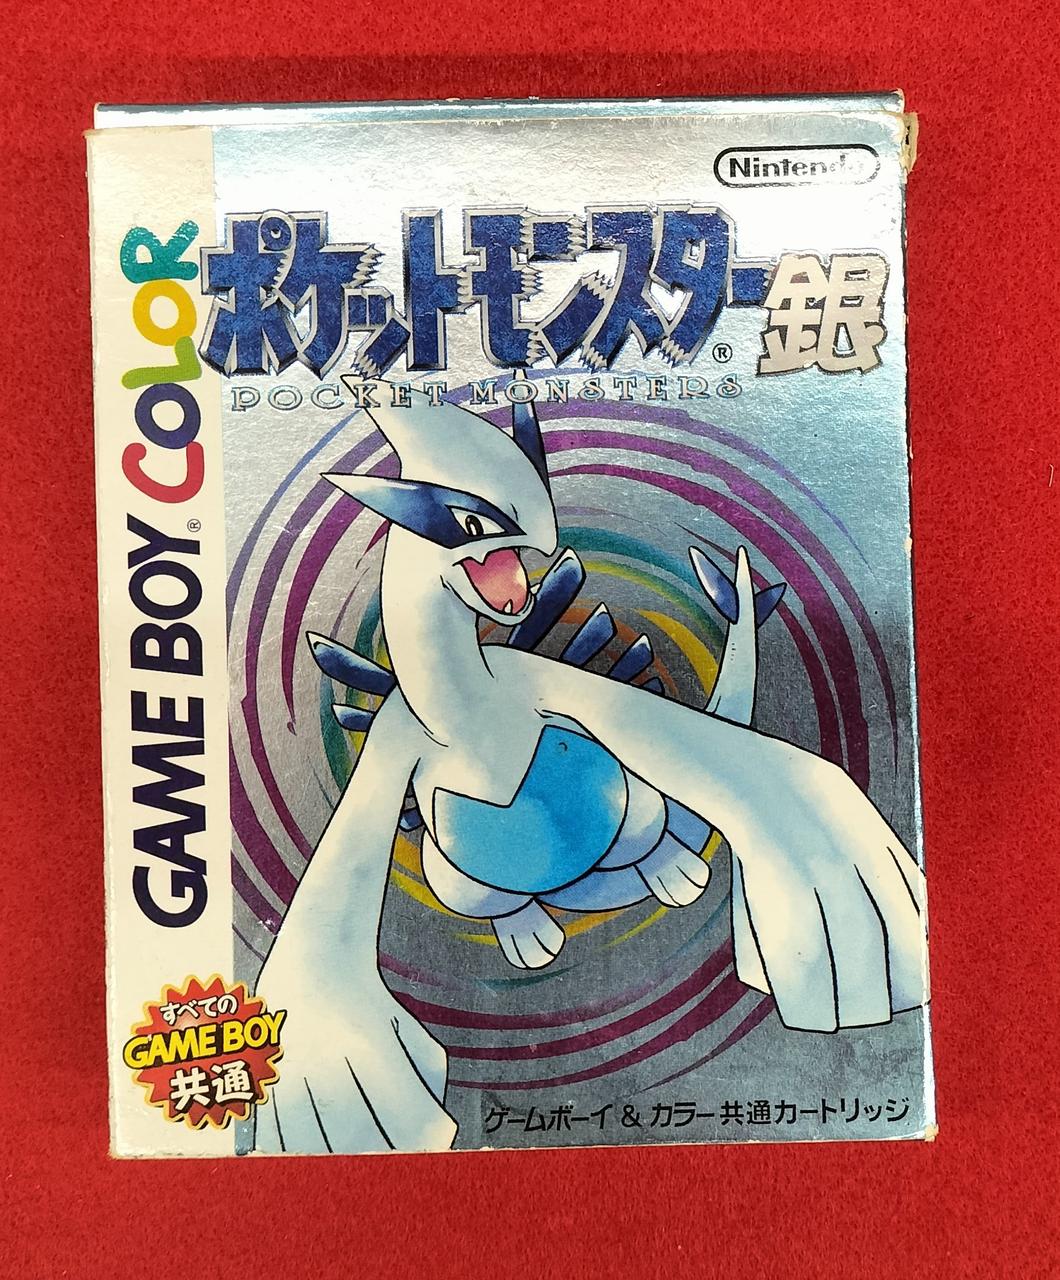 Nintendo
ポケットモンスター銀
®
POCKET MONSTERS
GAME BOY COLOR
®
すべての
GAME BOY
共通
ゲームボーイ & カラー共通カートリッジ